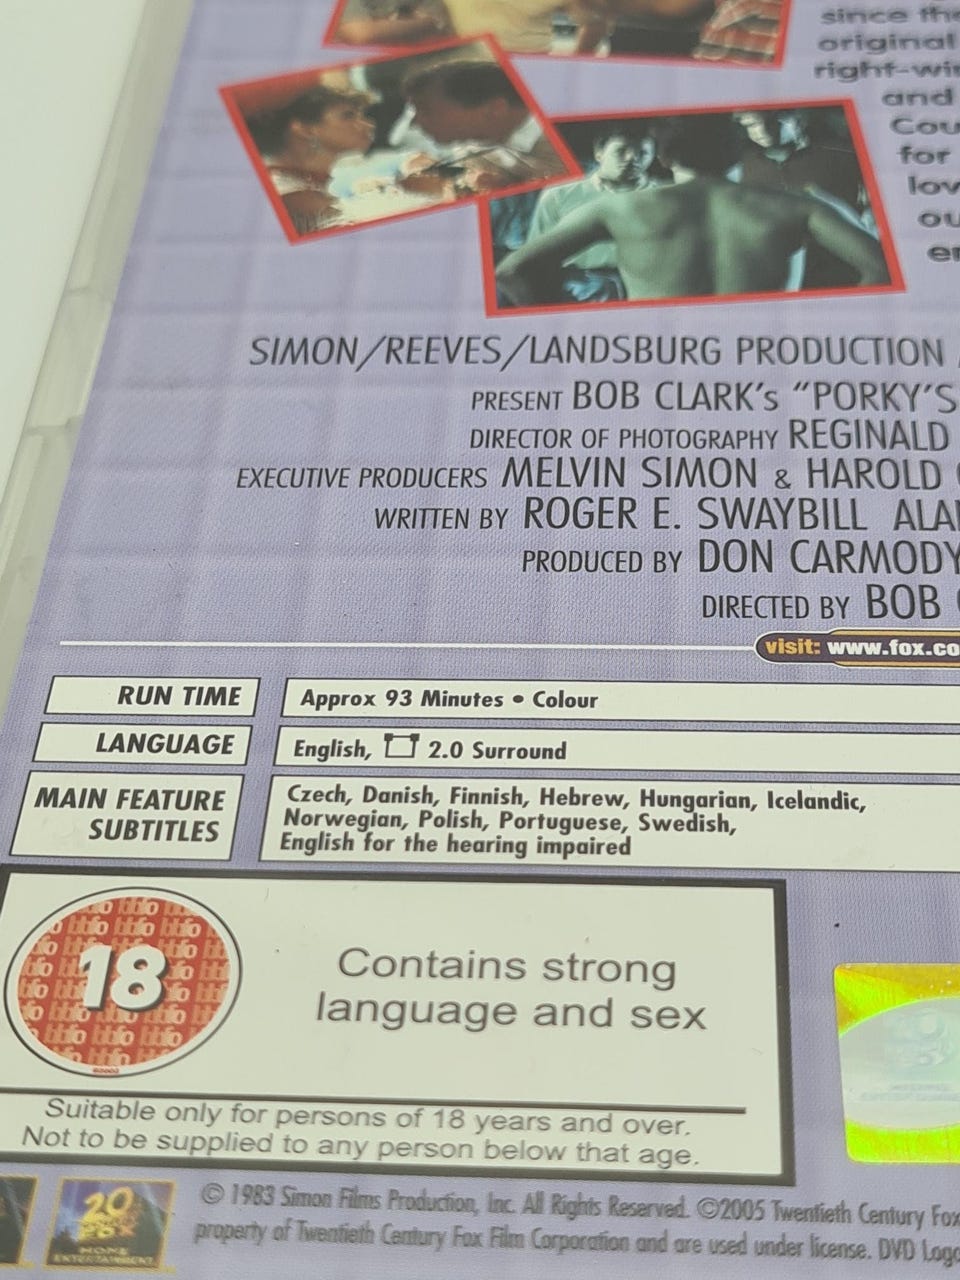 since the
original
right-wi
and
Cou
for
lov
ou
er
SIMON/REEVES/LANDSBURG PRODUCTION
PRESENT BOB CLARK'S "PORKY'S
DIRECTOR OF PHOTOGRAPHY REGINALD
EXECUTIVE PRODUCERS MELVIN SIMON & HAROLD
WRITTEN BY ROGER E. SWAYBILL ALA
PRODUCED BY DON CARMODY
DIRECTED BY BOB
visit: www.fox.co
RUN TIME Approx 93 Minutes • Colour
LANGUAGE English, 2.0 Surround
MAIN FEATURE SUBTITLES
Czech, Danish, Finnish, Hebrew, Hungarian, Icelandic,
Norwegian, Polish, Portuguese, Swedish,
English for the hearing impaired
18
Contains strong
language and sex
Suitable only for persons of 18 years and over.
Not to be supplied to any person below that age.
20
FOX
HOME
ENTERTAINMENT
© 1983 Simon Films Production, Inc. All Rights Reserved. ©2005 Twentieth Century Fox
property of Twentieth Century Fox Film Corporation and are used under license. DVD Logo